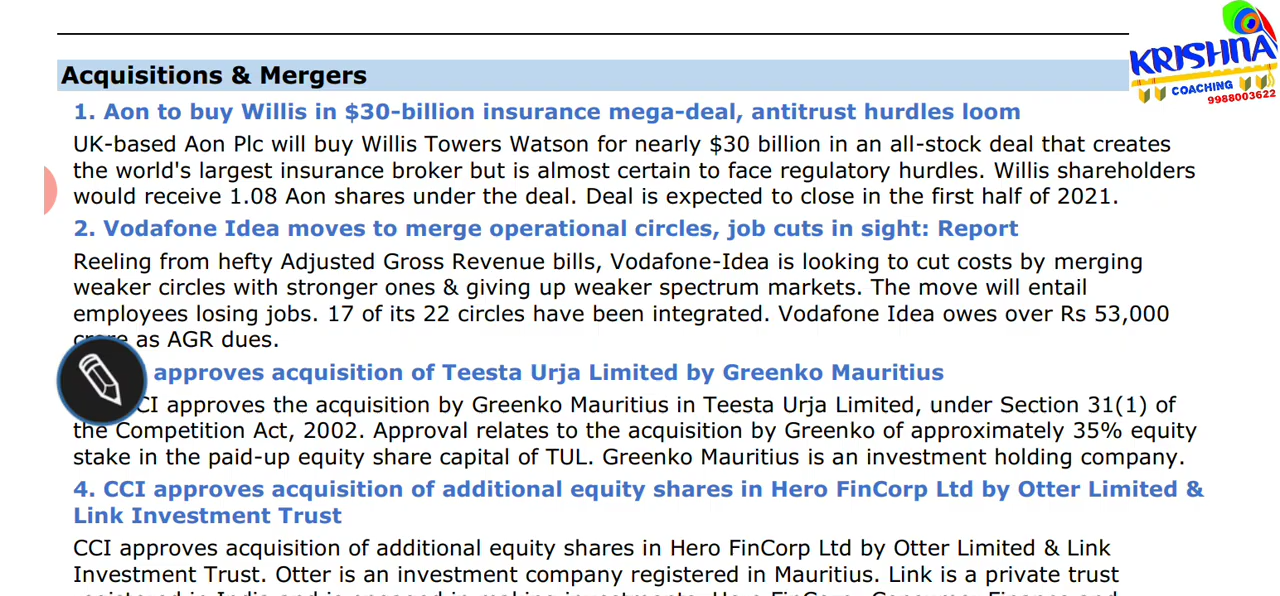 KRISHNA
COACHING
9988003622
Acquisitions & Mergers
1. Aon to buy Willis in $30-billion insurance mega-deal, antitrust hurdles loom
UK-based Aon Plc will buy Willis Towers Watson for nearly $30 billion in an all-stock deal that creates
the world's largest insurance broker but is almost certain to face regulatory hurdles. Willis shareholders
would receive 1.08 Aon shares under the deal. Deal is expected to close in the first half of 2021.
2. Vodafone Idea moves to merge operational circles, job cuts in sight: Report
Reeling from hefty Adjusted Gross Revenue bills, Vodafone-Idea is looking to cut costs by merging
weaker circles with stronger ones & giving up weaker spectrum markets. The move will entail
employees losing jobs. 17 of its 22 circles have been integrated. Vodafone Idea owes over Rs 53,000
crore as AGR dues.
approves acquisition of Teesta Urja Limited by Greenko Mauritius
CI approves the acquisition by Greenko Mauritius in Teesta Urja Limited, under Section 31(1) of
the Competition Act, 2002. Approval relates to the acquisition by Greenko of approximately 35% equity
stake in the paid-up equity share capital of TUL. Greenko Mauritius is an investment holding company.
4. CCI approves acquisition of additional equity shares in Hero FinCorp Ltd by Otter Limited &
Link Investment Trust
CCI approves acquisition of additional equity shares in Hero FinCorp Ltd by Otter Limited & Link
Investment Trust. Otter is an investment company registered in Mauritius. Link is a private trust